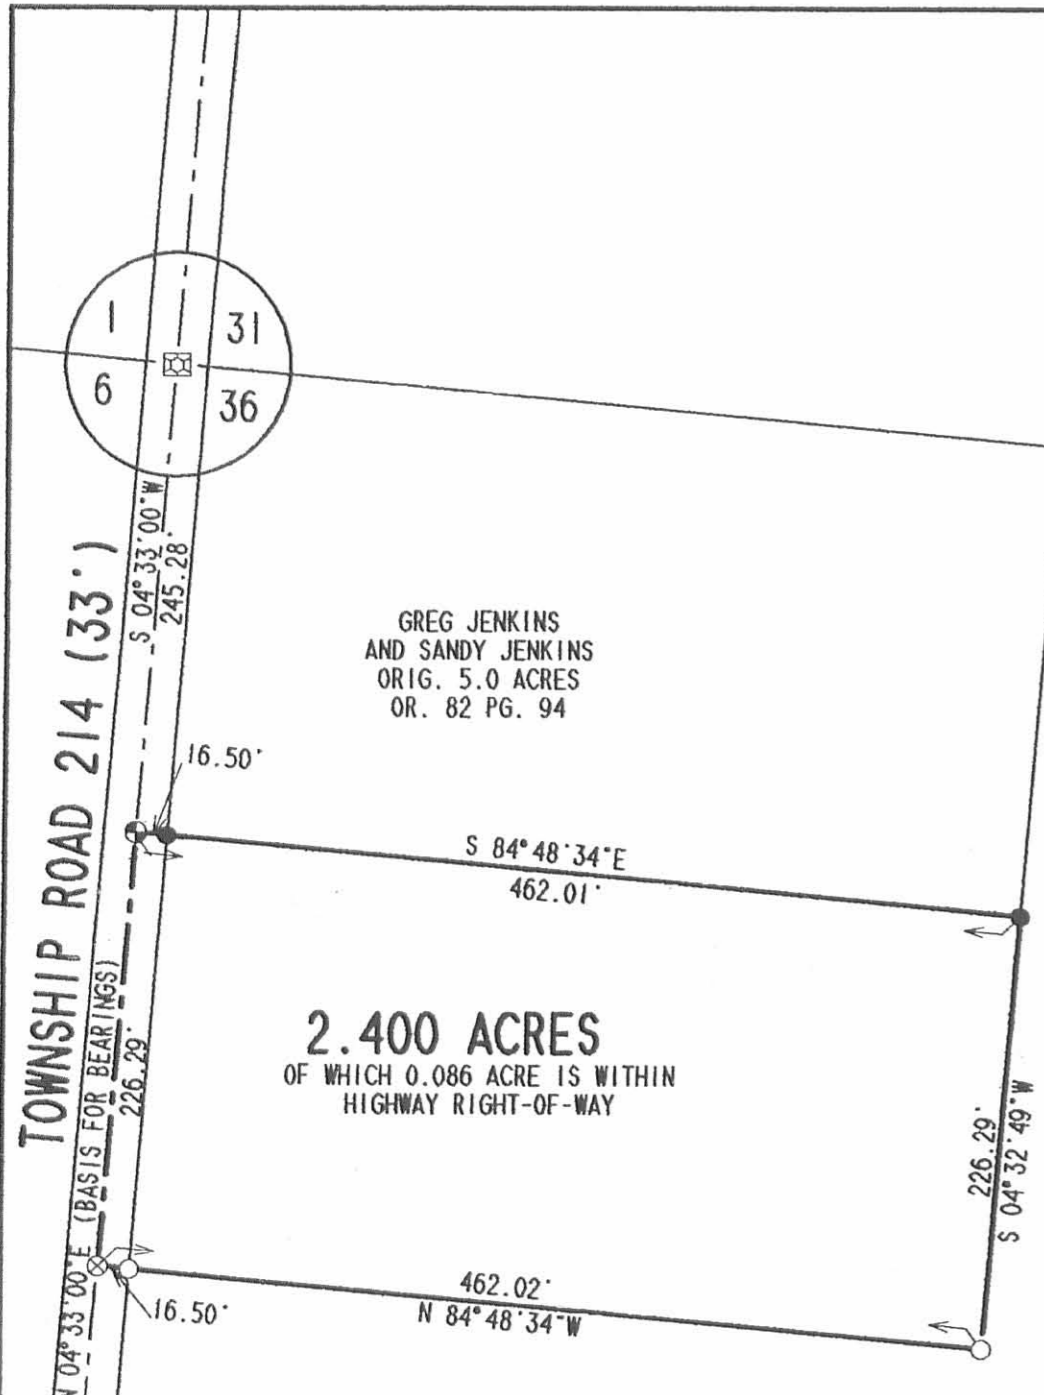 1
31
6
36
S 04°33'00"W
245.28'
TOWNSHIP ROAD 214 (33')
GREG JENKINS
AND SANDY JENKINS
ORIG. 5.0 ACRES
OR. 82 PG. 94
16.50'
S 84°48'34"E
462.01'
2.400 ACRES
OF WHICH 0.086 ACRE IS WITHIN
HIGHWAY RIGHT-OF-WAY
N 04°33'00"E (BASIS FOR BEARINGS)
226.29'
226.29'
S 04°32'49"W
462.02'
N 84°48'34"W
16.50'